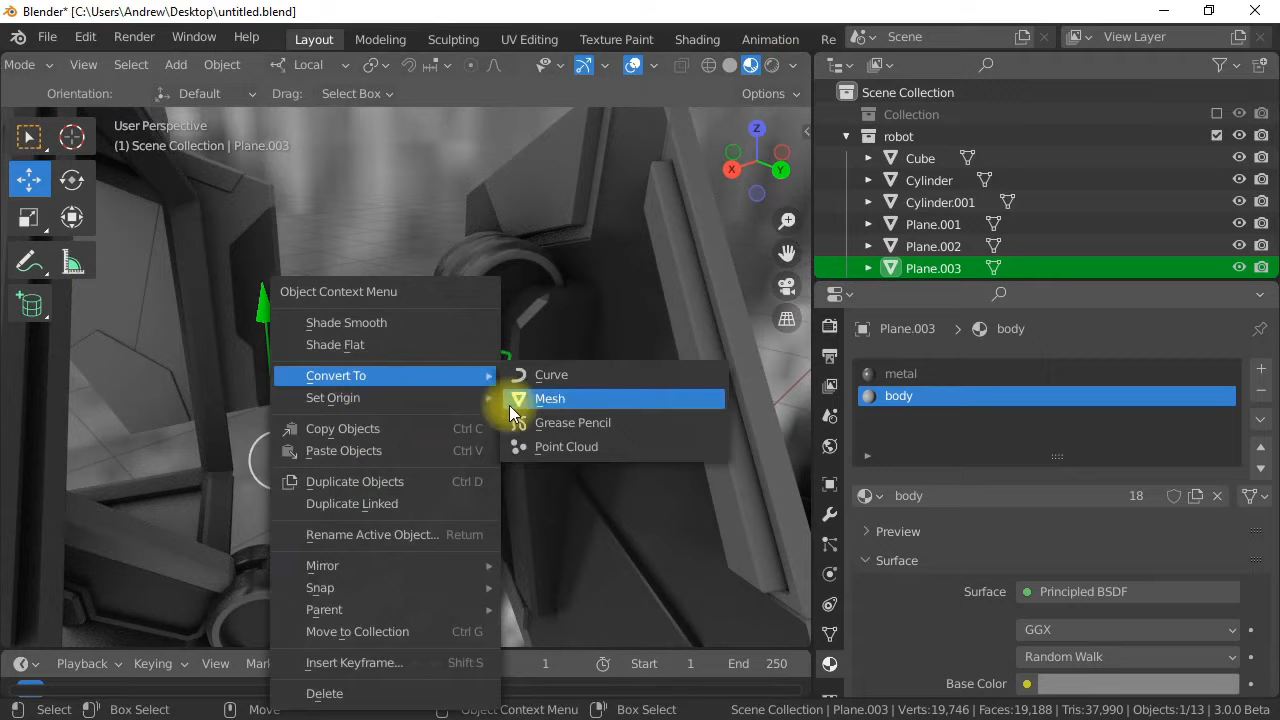 Blender* [C:\Users\Andrew\Desktop\untitled.blend]
File Edit Render Window Help
Layout Modeling Sculpting UV Editing Texture Paint Shading Animation Re
Scene View Layer
Mode View Select Add Object Local
Orientation: Default Drag: Select Box Options
User Perspective
(1) Scene Collection | Plane.003
Z
X
Y
Scene Collection
Collection
robot
Cube
Cylinder
Cylinder.001
Plane.001
Plane.002
Plane.003
Object Context Menu
Shade Smooth
Shade Flat
Convert To
Set Origin
Copy Objects Ctrl C
Paste Objects Ctrl V
Duplicate Objects Ctrl D
Duplicate Linked
Rename Active Object... Return
Mirror
Snap
Parent
Move to Collection Ctrl G
Insert Keyframe... Shift S
Delete
Curve
Mesh
Grease Pencil
Point Cloud
Plane.003 > body
metal
body
body 18
Preview
Surface
Surface Principled BSDF
GGX
Random Walk
Base Color
Playback Keying View Mar 1 Start 1 End 250
Select Box Select Move Object Context Menu Box Select Scene Collection | Plane.003 | Verts:19,746 | Faces:19,188 | Tris:37,990 | Objects:1/13 | 3.0.0 Beta